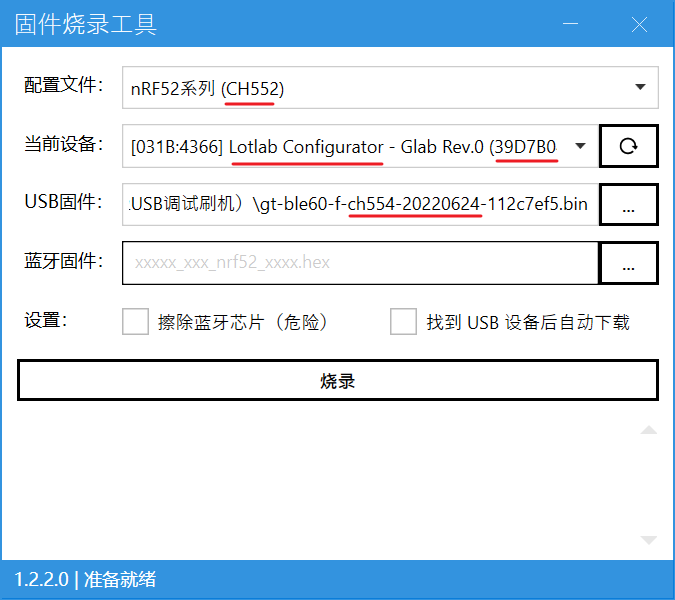 固件烧录工具
配置文件： nRF52系列 (CH552)
当前设备： [031B:4366] Lotlab Configurator - Glab Rev.0 (39D7B0
USB固件： .USB调试刷机）\gt-ble60-f-ch554-20220624-112c7ef5.bin ...
蓝牙固件： xxxxx_xxx_nrf52_xxxx.hex ...
设置： 擦除蓝牙芯片（危险） 找到 USB 设备后自动下载
烧录
1.2.2.0 | 准备就绪